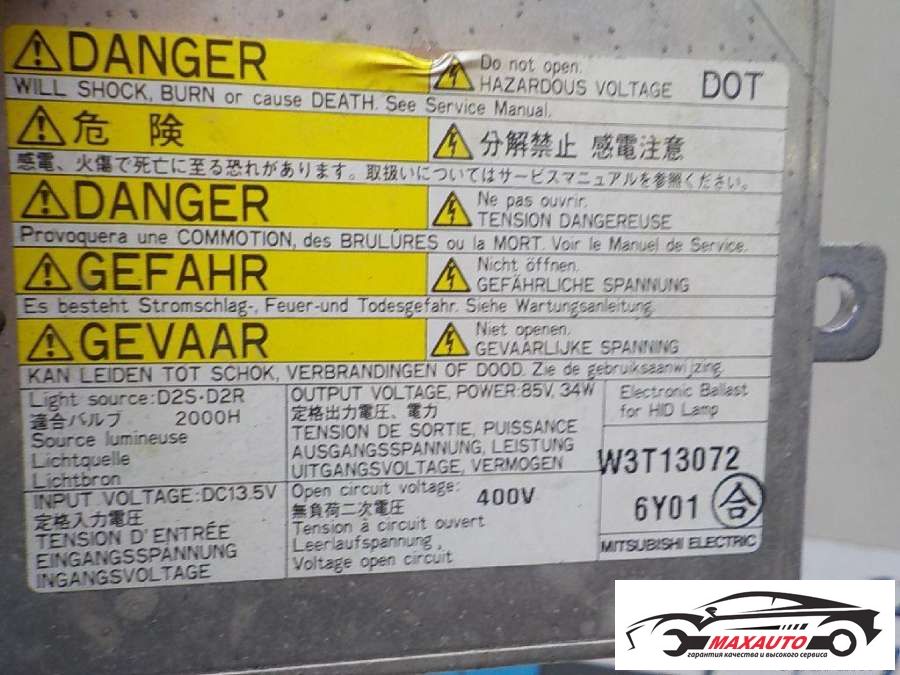 DANGER
Do not open.
HAZARDOUS VOLTAGE
DOT
WILL SHOCK, BURN or cause DEATH. See Service Manual.
危 険
分解禁止 感電注意
感電、火傷で死亡に至る恐れがあります。取扱いについてはサービスマニュアルを参照ください。
DANGER
Ne pas ouvrir.
TENSION DANGEREUSE
Provoquera une COMMOTION, des BRULÛRES ou la MORT. Voir le Manuel de Service.
GEFAHR
Nicht öffnen.
GEFÄHRLICHE SPANNUNG
Es besteht Stromschlag-, Feuer-und Todesgefahr. Siehe Wartungsanleitung.
GEVAAR
Niet openen.
GEVAARLIJKE SPANNING
KAN LEIDEN TOT SCHOK, VERBRANDINGEN OF DOOD. Zie de gebruiksaanwijzing.
Light source:D2S·D2R
適合バルブ 2000H
Source lumineuse
Lichtquelle
Lichtbron
OUTPUT VOLTAGE, POWER:85V, 34W
定格出力電圧、電力
TENSION DE SORTIE, PUISSANCE
AUSGANGSSPANNUNG, LEISTUNG
UITGANGSVOLTAGE, VERMOGEN
Electronic Ballast
for HID Lamp
W3T13072
6Y01 合
MITSUBISHI ELECTRIC
INPUT VOLTAGE:DC13.5V
定格入力電圧
TENSION D'ENTRÉE
EINGANGSSPANNUNG
INGANGSVOLTAGE
Open circuit voltage: 400V
無負荷二次電圧
Tension à circuit ouvert
Leerlaufspannung
Voltage open circuit
MAXAUTO
гарантия качества и высокого сервиса